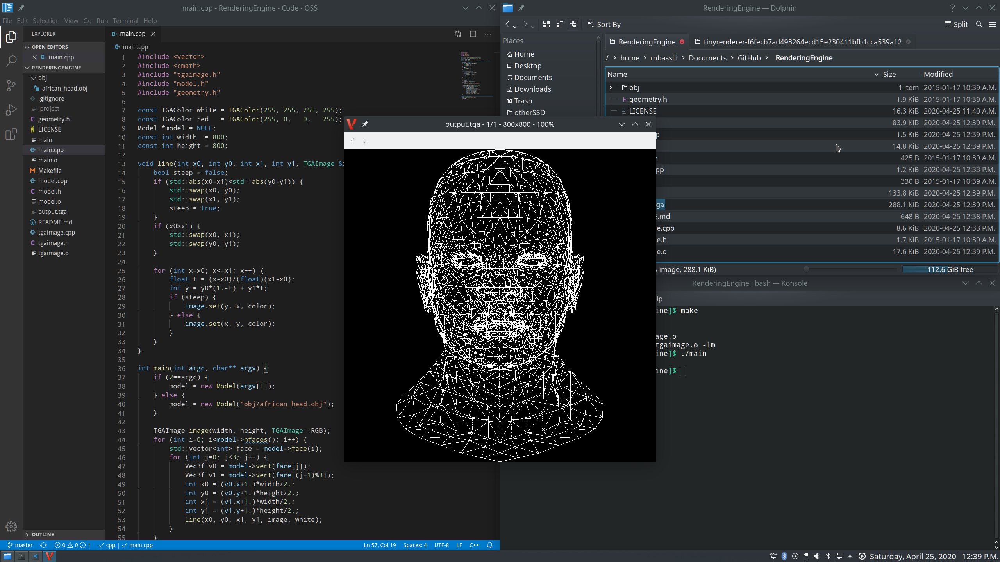 main.cpp - RenderingEngine - Code - OSS
File Edit Selection View Go Run Terminal Help
EXPLORER
OPEN EDITORS
main.cpp
RENDERINGENGINE
obj
african_head.obj
.gitignore
.project
geometry.h
LICENSE
main
main.cpp
main.o
Makefile
model.cpp
model.h
model.o
output.tga
README.md
tgaimage.cpp
tgaimage.h
tgaimage.o
OUTLINE
main.cpp
main.cpp
1 #include <vector>
2 #include <cmath>
3 #include "tgaimage.h"
4 #include "model.h"
5 #include "geometry.h"
6
7 const TGAColor white = TGAColor(255, 255, 255, 255);
8 const TGAColor red   = TGAColor(255, 0,   0,   255);
9 Model *model = NULL;
10 const int width  = 800;
11 const int height = 800;
12
13 void line(int x0, int y0, int x1, int y1, TGAImage &
14     bool steep = false;
15     if (std::abs(x0-x1)<std::abs(y0-y1)) {
16         std::swap(x0, y0);
17         std::swap(x1, y1);
18         steep = true;
19     }
20     if (x0>x1) {
21         std::swap(x0, x1);
22         std::swap(y0, y1);
23     }
24
25     for (int x=x0; x<=x1; x++) {
26         float t = (x-x0)/(float)(x1-x0);
27         int y = y0*(1.-t) + y1*t;
28         if (steep) {
29             image.set(y, x, color);
30         } else {
31             image.set(x, y, color);
32         }
33     }
34 }
35
36 int main(int argc, char** argv) {
37     if (2==argc) {
38         model = new Model(argv[1]);
39     } else {
40         model = new Model("obj/african_head.obj");
41     }
42
43     TGAImage image(width, height, TGAImage::RGB);
44     for (int i=0; i<model->nfaces(); i++) {
45         std::vector<int> face = model->face(i);
46         for (int j=0; j<3; j++) {
47             Vec3f v0 = model->vert(face[j]);
48             Vec3f v1 = model->vert(face[(j+1)%3]);
49             int x0 = (v0.x+1.)*width/2.;
50             int y0 = (v0.y+1.)*height/2.;
51             int x1 = (v1.x+1.)*width/2.;
52             int y1 = (v1.y+1.)*height/2.;
53             line(x0, y0, x1, y1, image, white);
54         }
55     }
master 0 0 1 cpp | main.cpp Ln 57, Col 19 Spaces: 4 UTF-8 LF C++
output.tga - 1/1 - 800x800 - 100%
RenderingEngine — Dolphin
Sort By Split
Places
Home
Desktop
Documents
Downloads
Trash
otherSSD
RenderingEngine tinyrenderer-f6fecb7ad493264ecd15e230411bfb1cca539a12
/ > home > mbassili > Documents > GitHub > RenderingEngine
Name Size Modified
obj 1 item 2015-01-17 10:39 A.M.
geometry.h 1.9 KiB 2015-01-17 10:39 A.M.
LICENSE 16.3 KiB 2020-04-25 11:40 A.M.
83.9 KiB 2020-04-25 12:39 P.M.
p 1.5 KiB 2020-04-25 12:39 P.M.
14.8 KiB 2020-04-25 12:39 P.M.
e 425 B 2015-01-17 10:39 A.M.
pp 1.2 KiB 2020-04-25 12:33 P.M.
330 B 2015-01-17 10:39 A.M.
133.8 KiB 2020-04-25 12:39 P.M.
ga 288.1 KiB 2020-04-25 12:39 P.M.
.md 648 B 2020-04-25 12:38 P.M.
e.cpp 8.6 KiB 2020-04-25 12:33 P.M.
e.h 1.7 KiB 2015-01-17 10:39 A.M.
e.o 17.6 KiB 2020-04-25 12:39 P.M.
image, 288.1 KiB) 112.6 GiB free
RenderingEngine : bash — Konsole
lp
ine]$ make
age.o
tgaimage.o -lm
ine]$ ./main
ine]$
Saturday, April 25, 2020 12:39 P.M.